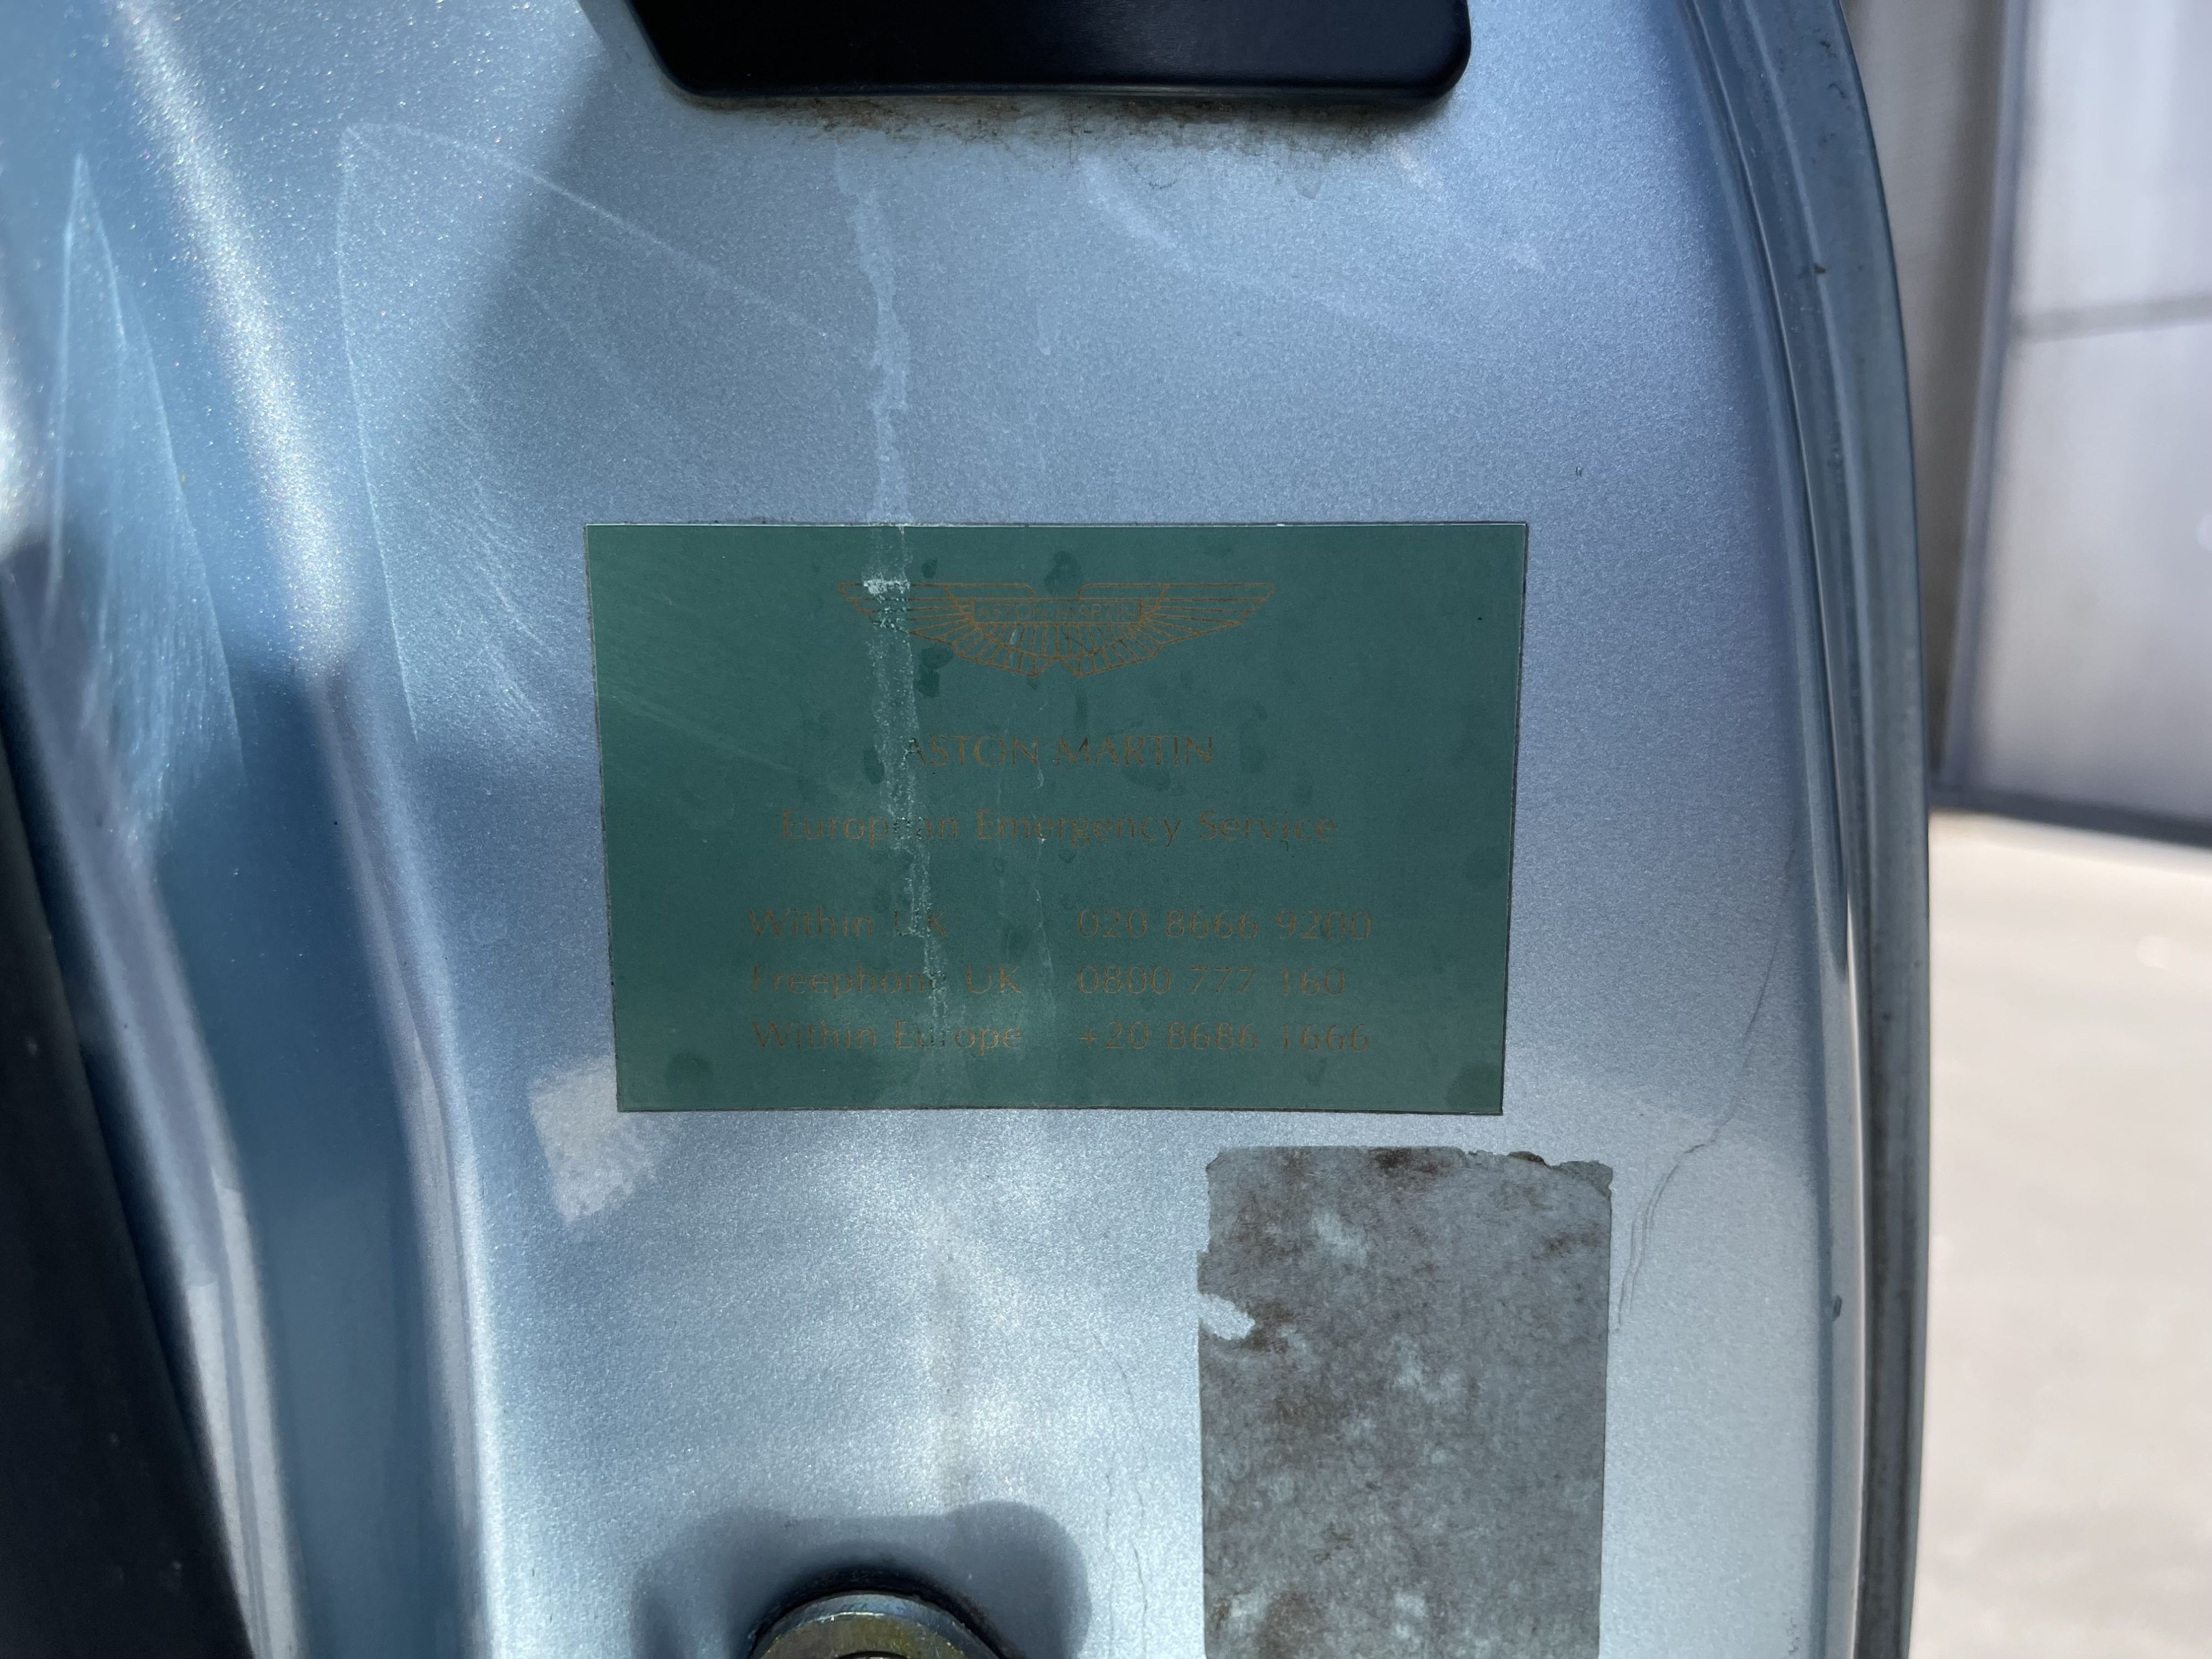 ASTON MARTIN
ASTON MARTIN
European Emergency Service
Within UK 020 8666 9200
Freephone UK 0800 777 160
Within Europe +20 8686 1666